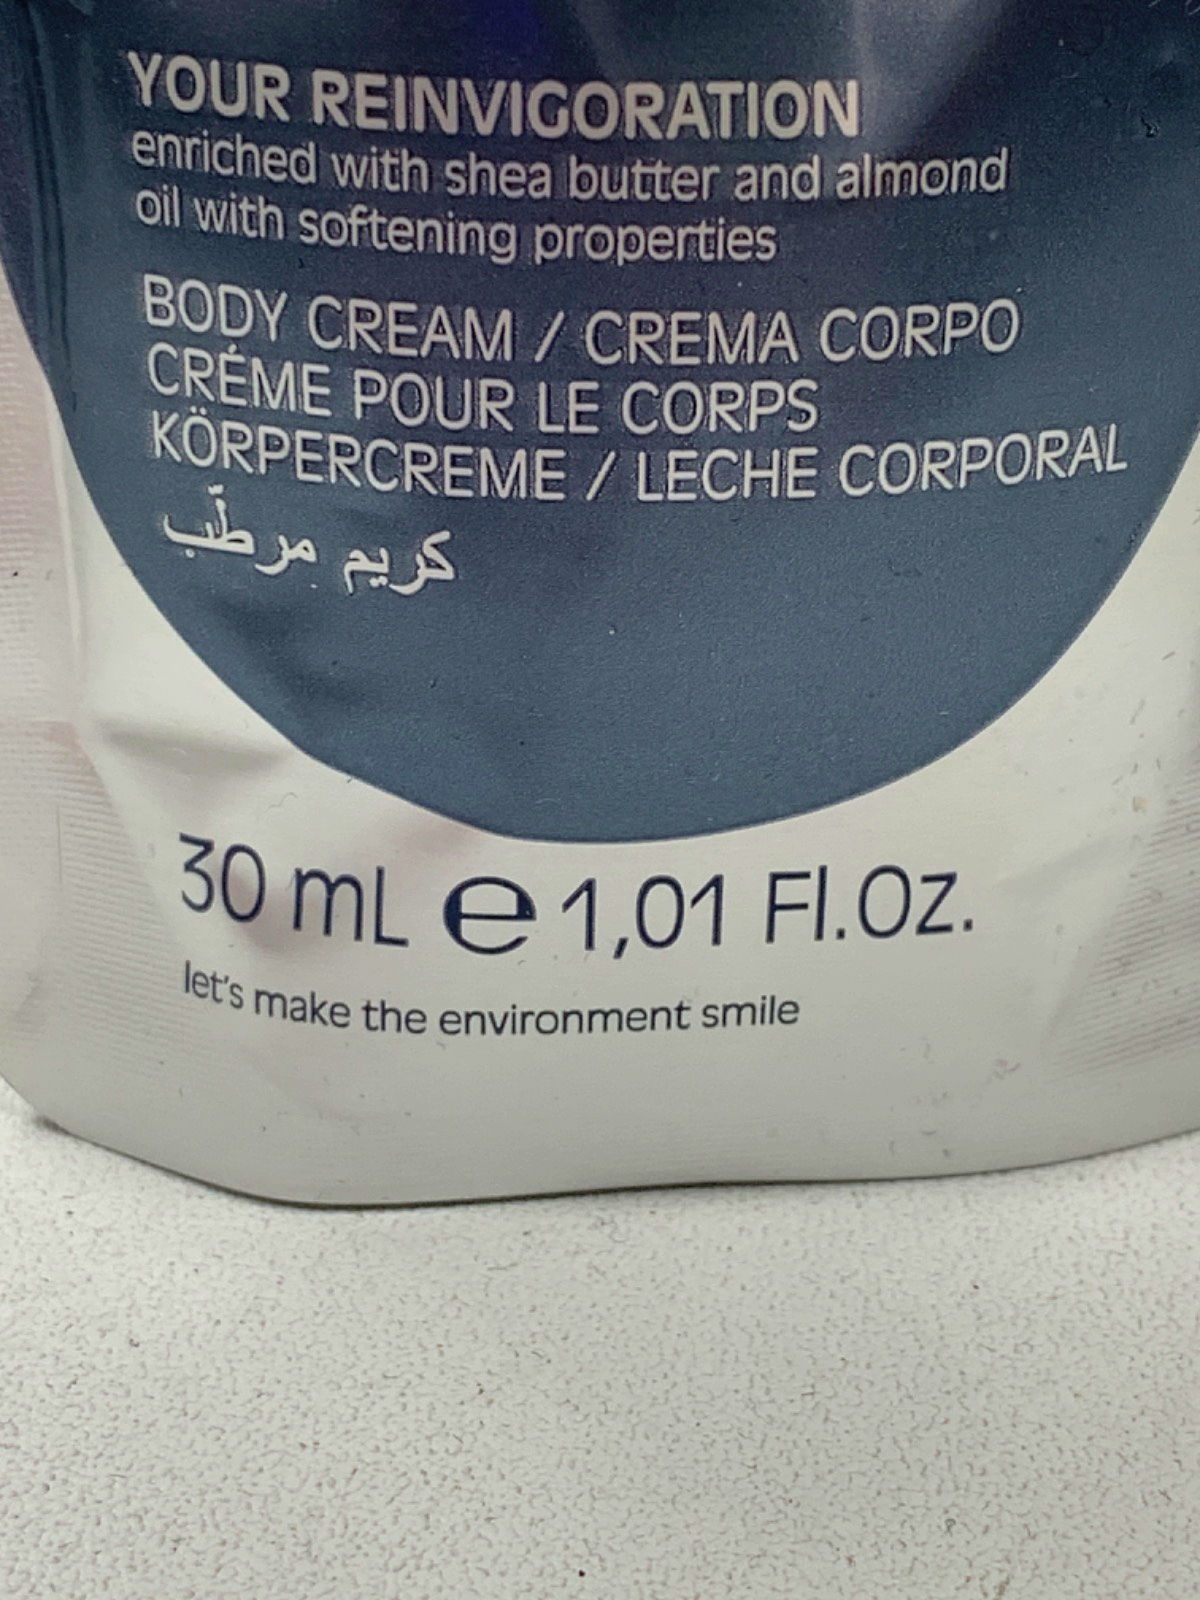 YOUR REINVIGORATION
enriched with shea butter and almond
oil with softening properties
BODY CREAM / CREMA CORPO
CRÉME POUR LE CORPS
KÖRPERCREME / LECHE CORPORAL
كريم مرطّب
30 mL e 1,01 Fl.Oz.
let's make the environment smile